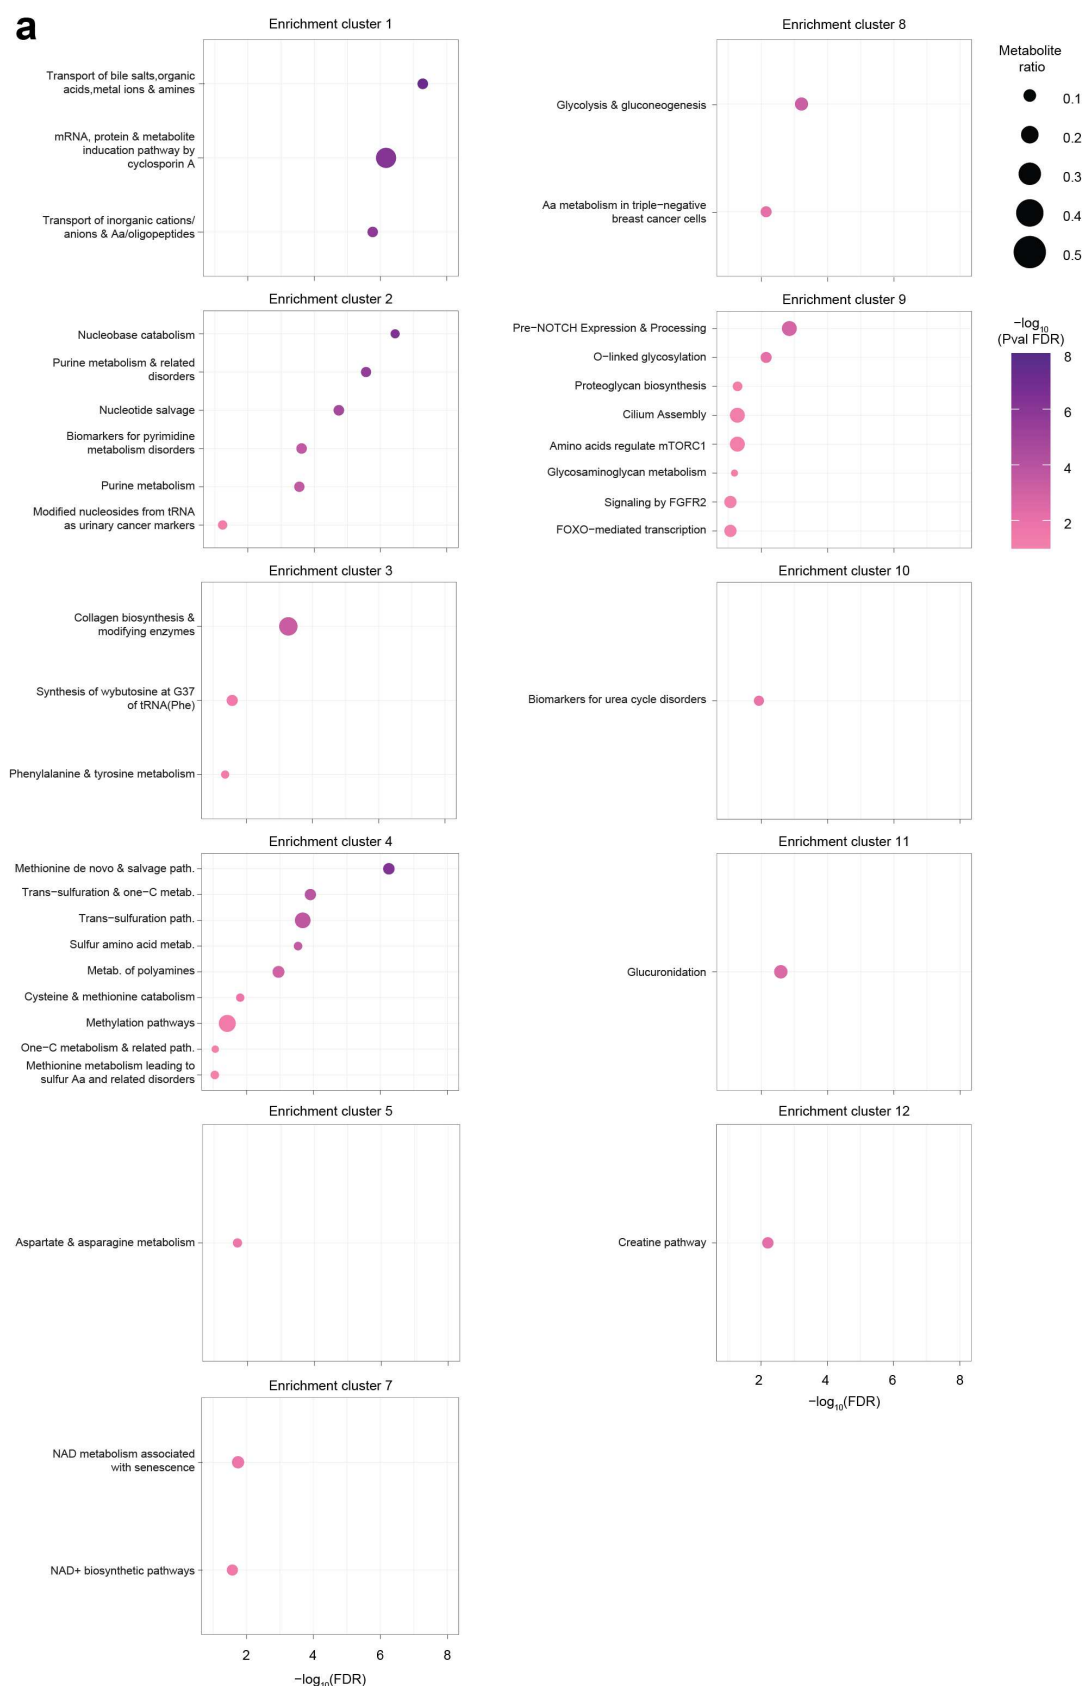 a
Enrichment cluster 1
Transport of bile salts,organic
acids,metal ions & amines
mRNA, protein & metabolite
inducation pathway by
cyclosporin A
Transport of inorganic cations/
anions & Aa/oligopeptides
Enrichment cluster 2
Nucleobase catabolism
Purine metabolism & related
disorders
Nucleotide salvage
Biomarkers for pyrimidine
metabolism disorders
Purine metabolism
Modified nucleosides from tRNA
as urinary cancer markers
Enrichment cluster 3
Collagen biosynthesis &
modifying enzymes
Synthesis of wybutosine at G37
of tRNA(Phe)
Phenylalanine & tyrosine metabolism
Enrichment cluster 4
Methionine de novo & salvage path.
Trans−sulfuration & one−C metab.
Trans−sulfuration path.
Sulfur amino acid metab.
Metab. of polyamines
Cysteine & methionine catabolism
Methylation pathways
One−C metabolism & related path.
Methionine metabolism leading to
sulfur Aa and related disorders
Enrichment cluster 5
Aspartate & asparagine metabolism
Enrichment cluster 7
NAD metabolism associated
with senescence
NAD+ biosynthetic pathways
2 4 6 8
−log10(FDR)
Enrichment cluster 8
Glycolysis & gluconeogenesis
Aa metabolism in triple−negative
breast cancer cells
Enrichment cluster 9
Pre−NOTCH Expression & Processing
O−linked glycosylation
Proteoglycan biosynthesis
Cilium Assembly
Amino acids regulate mTORC1
Glycosaminoglycan metabolism
Signaling by FGFR2
FOXO−mediated transcription
Enrichment cluster 10
Biomarkers for urea cycle disorders
Enrichment cluster 11
Glucuronidation
Enrichment cluster 12
Creatine pathway
2 4 6 8
−log10(FDR)
Metabolite
ratio
0.1
0.2
0.3
0.4
0.5
−log10
(Pval FDR)
8
6
4
2